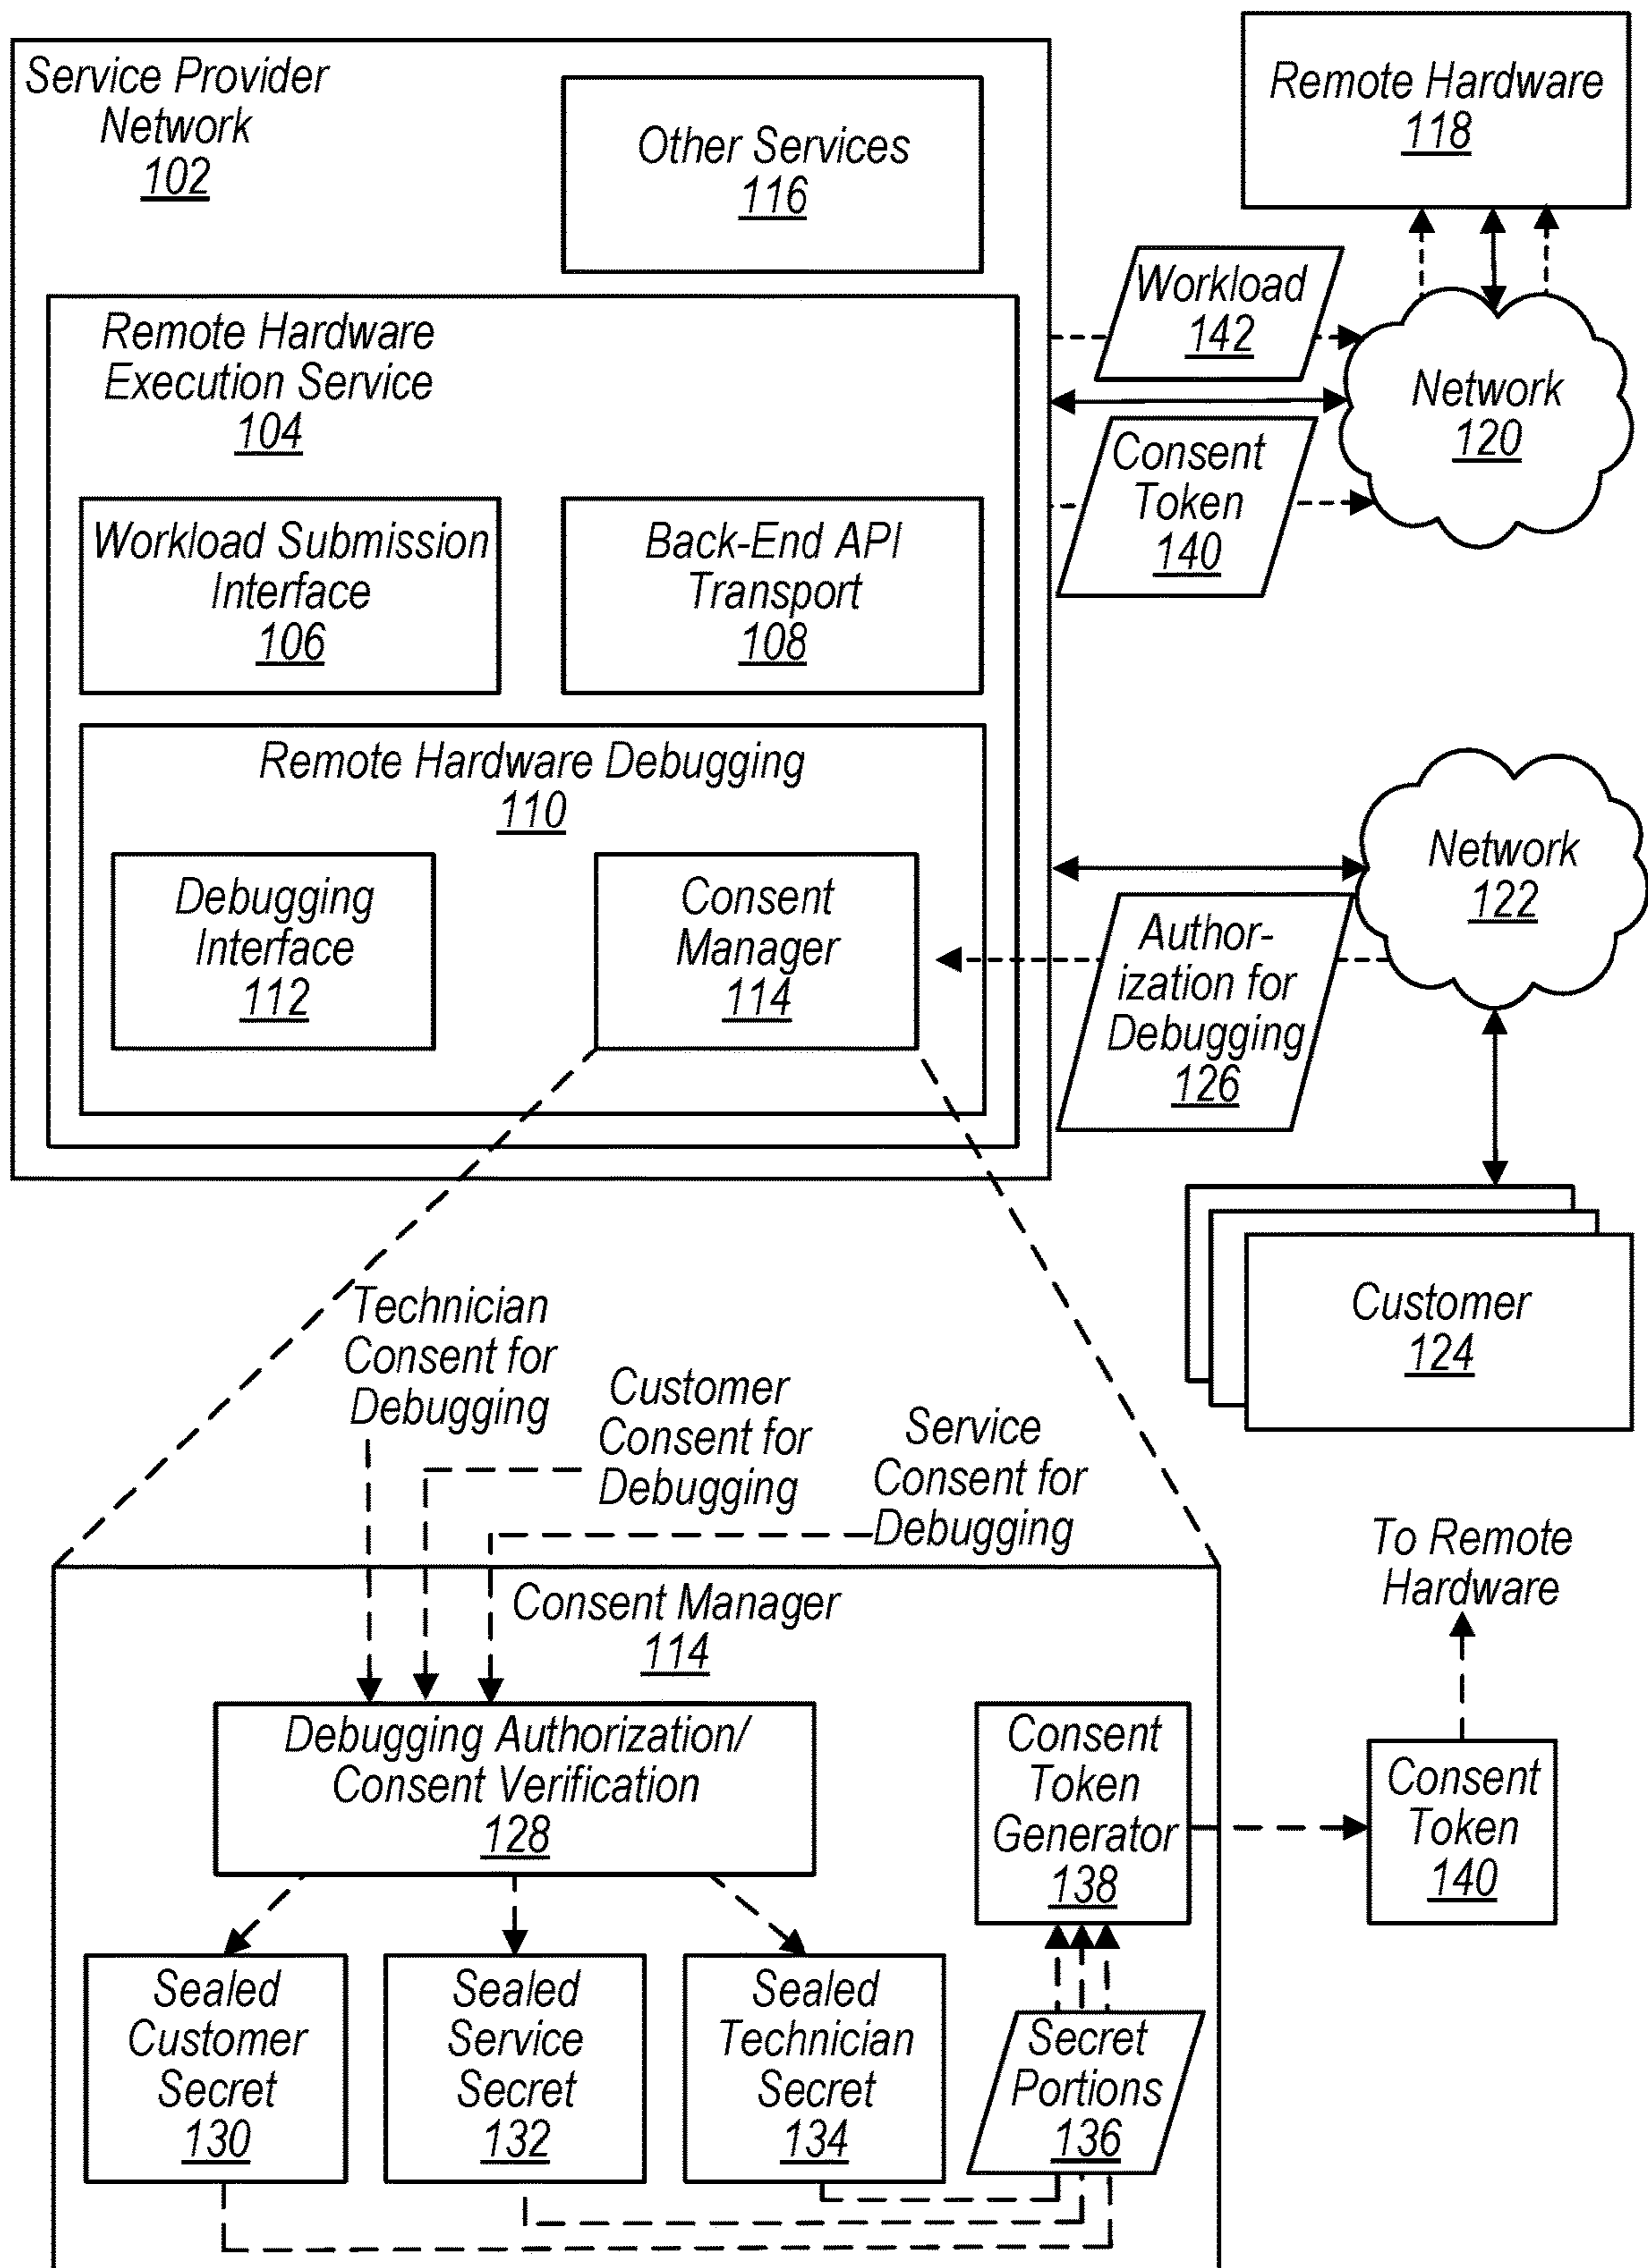 Service Provider
Network
102
Other Services
116
Remote Hardware
118
Remote Hardware
Execution Service
104
Workload
142
Network
120
Consent
Token
140
Workload Submission
Interface
106
Back-End API
Transport
108
Remote Hardware Debugging
110
Debugging
Interface
112
Consent
Manager
114
Network
122
Author-
ization for
Debugging
126
Customer
124
Technician
Consent for
Debugging
Customer
Consent for
Debugging
Service
Consent for
Debugging
To Remote
Hardware
Consent Manager
114
Debugging Authorization/
Consent Verification
128
Consent
Token
Generator
138
Consent
Token
140
Sealed
Customer
Secret
130
Sealed
Service
Secret
132
Sealed
Technician
Secret
134
Secret
Portions
136